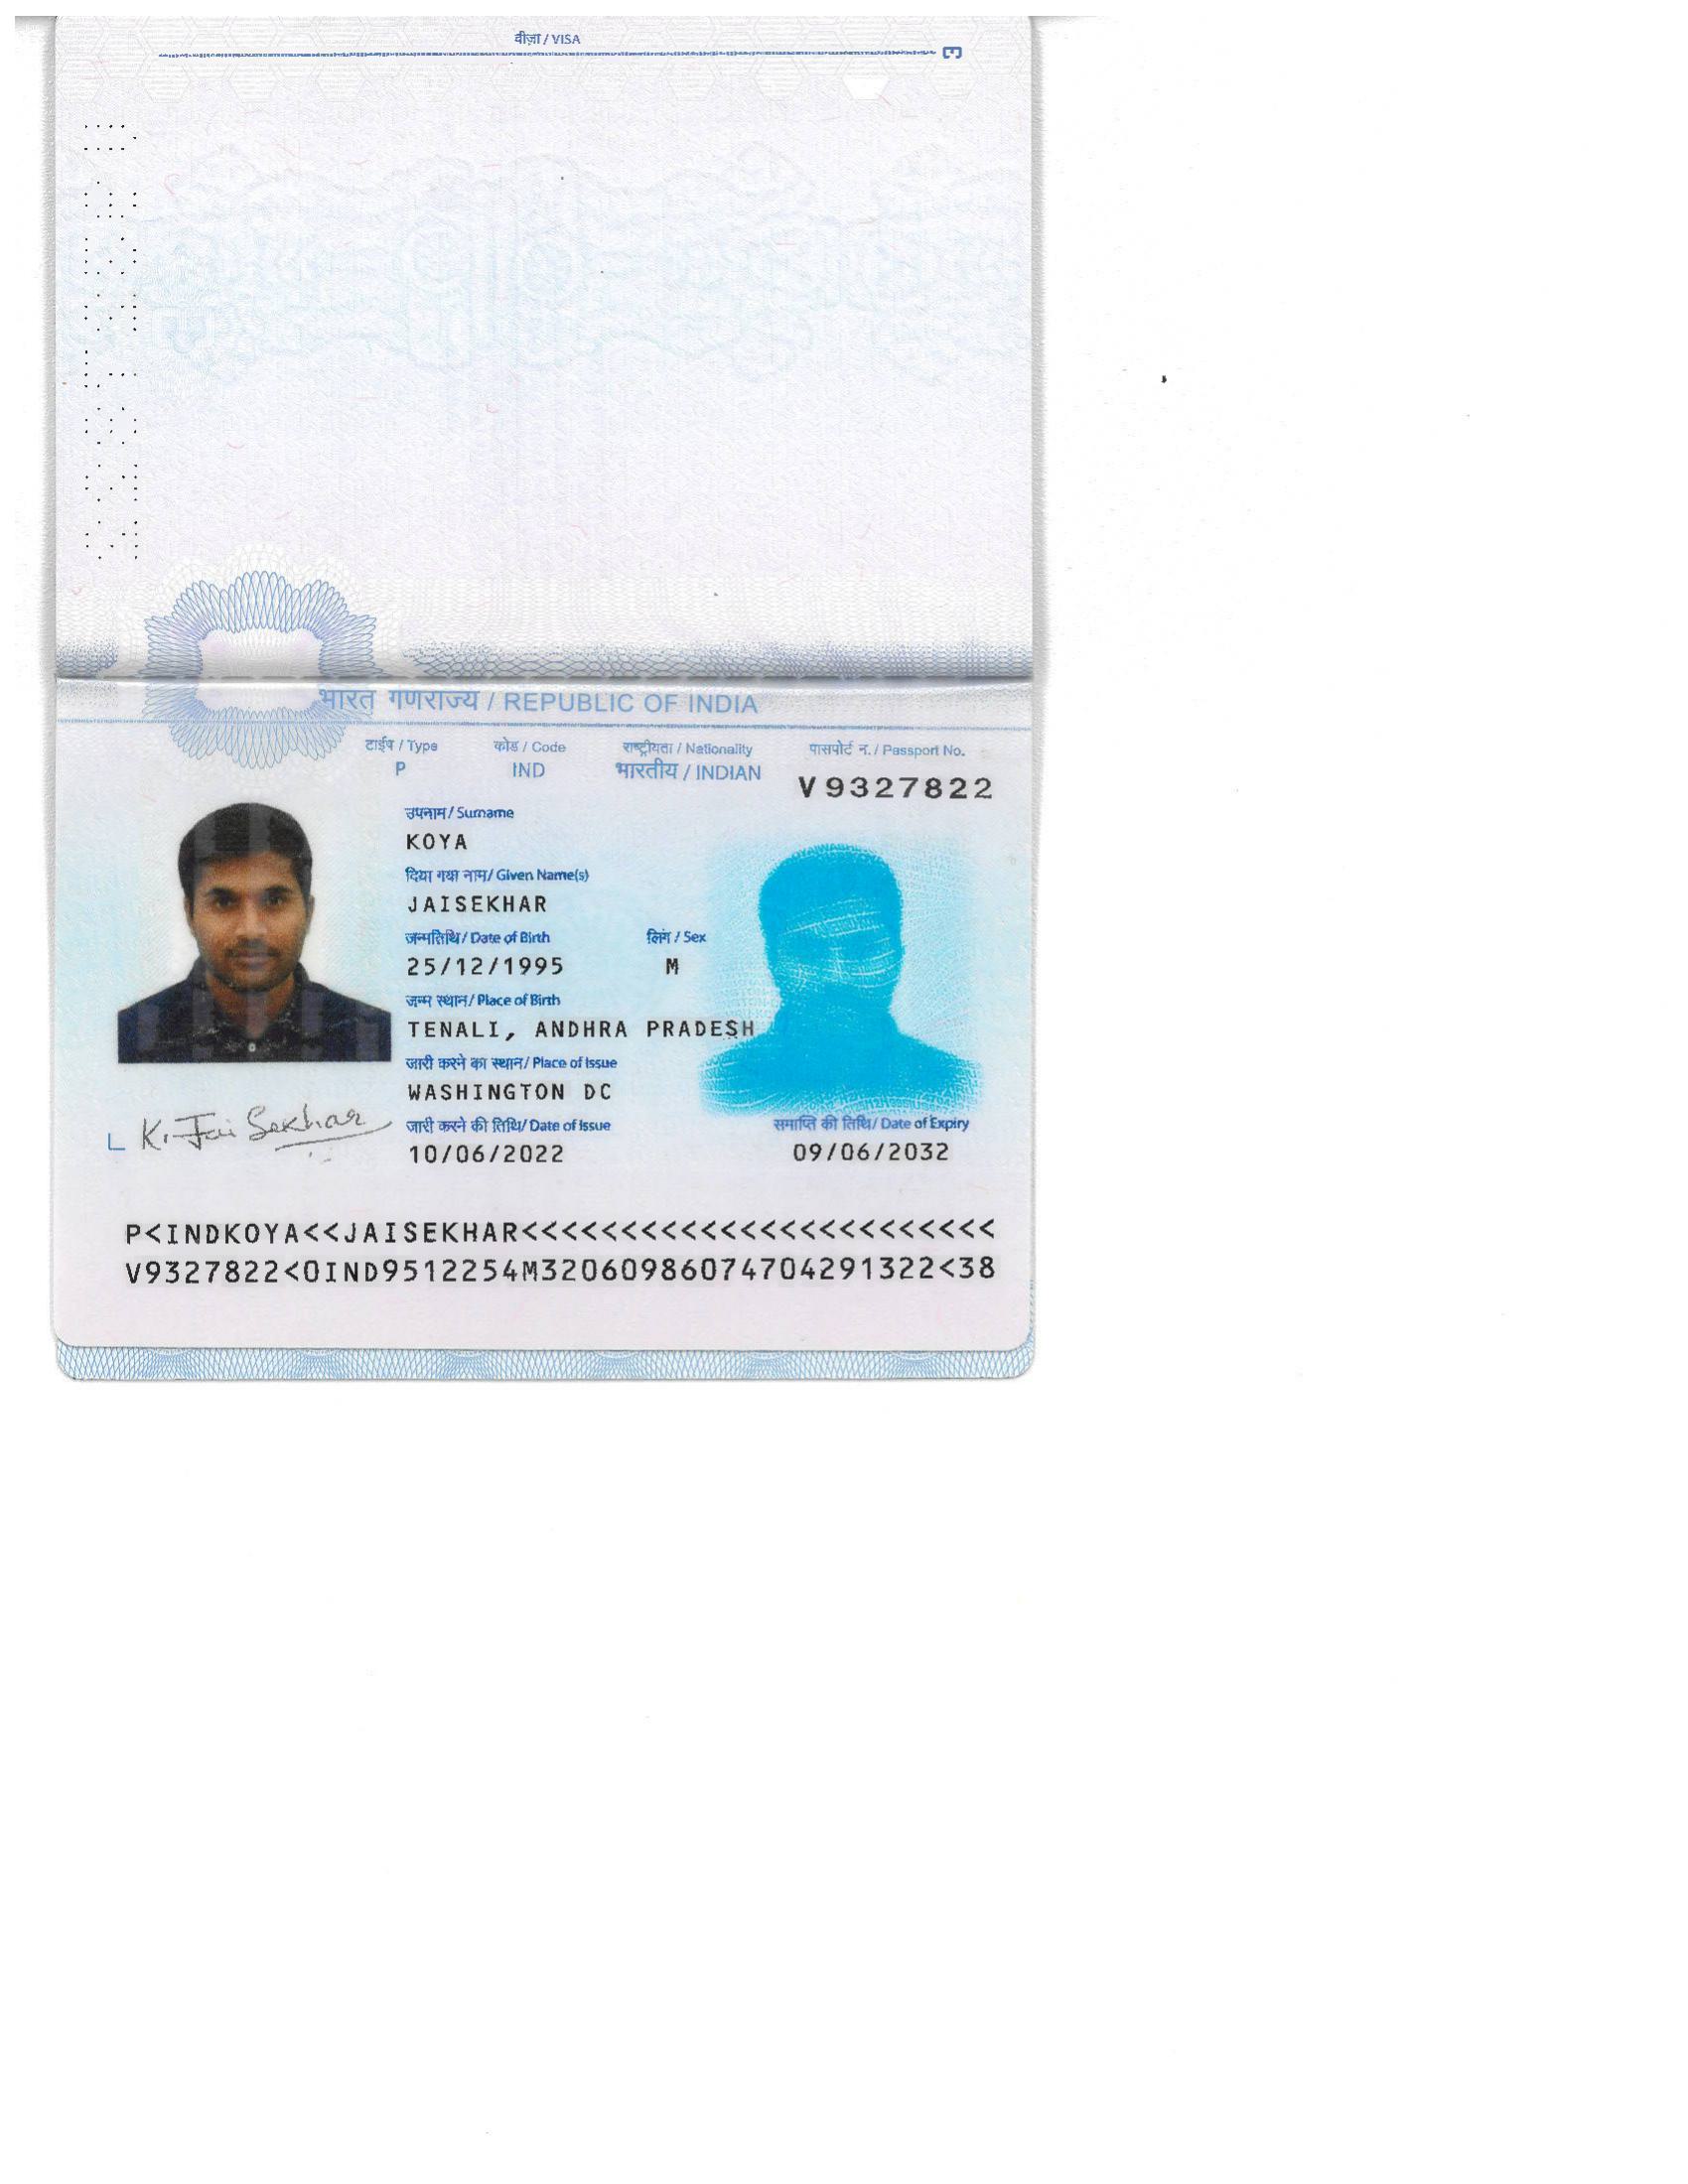 वीज़ा / VISA
3
भारत गणराज्य / REPUBLIC OF INDIA
टाईप / Type कोड / Code राष्ट्रीयता / Nationality पासपोर्ट न. / Passport No.
P IND भारतीय / INDIAN V 9327822
उपनाम / Surname
KOYA
दिया गया नाम / Given Name(s)
JAISEKHAR
जन्मतिथि / Date of Birth लिंग / Sex
25/12/1995 M
जन्म स्थान / Place of Birth
TENALI, ANDHRA PRADESH
जारी करने का स्थान / Place of Issue
WASHINGTON DC
जारी करने की तिथि / Date of Issue समाप्ति की तिथि / Date of Expiry
10/06/2022 09/06/2032
K. Jai Sekhar
P<INDKOYA<<JAISEKHAR<<<<<<<<<<<<<<<<<<<<<<<<
V9327822<0IND9512254M32060986074704291322<38